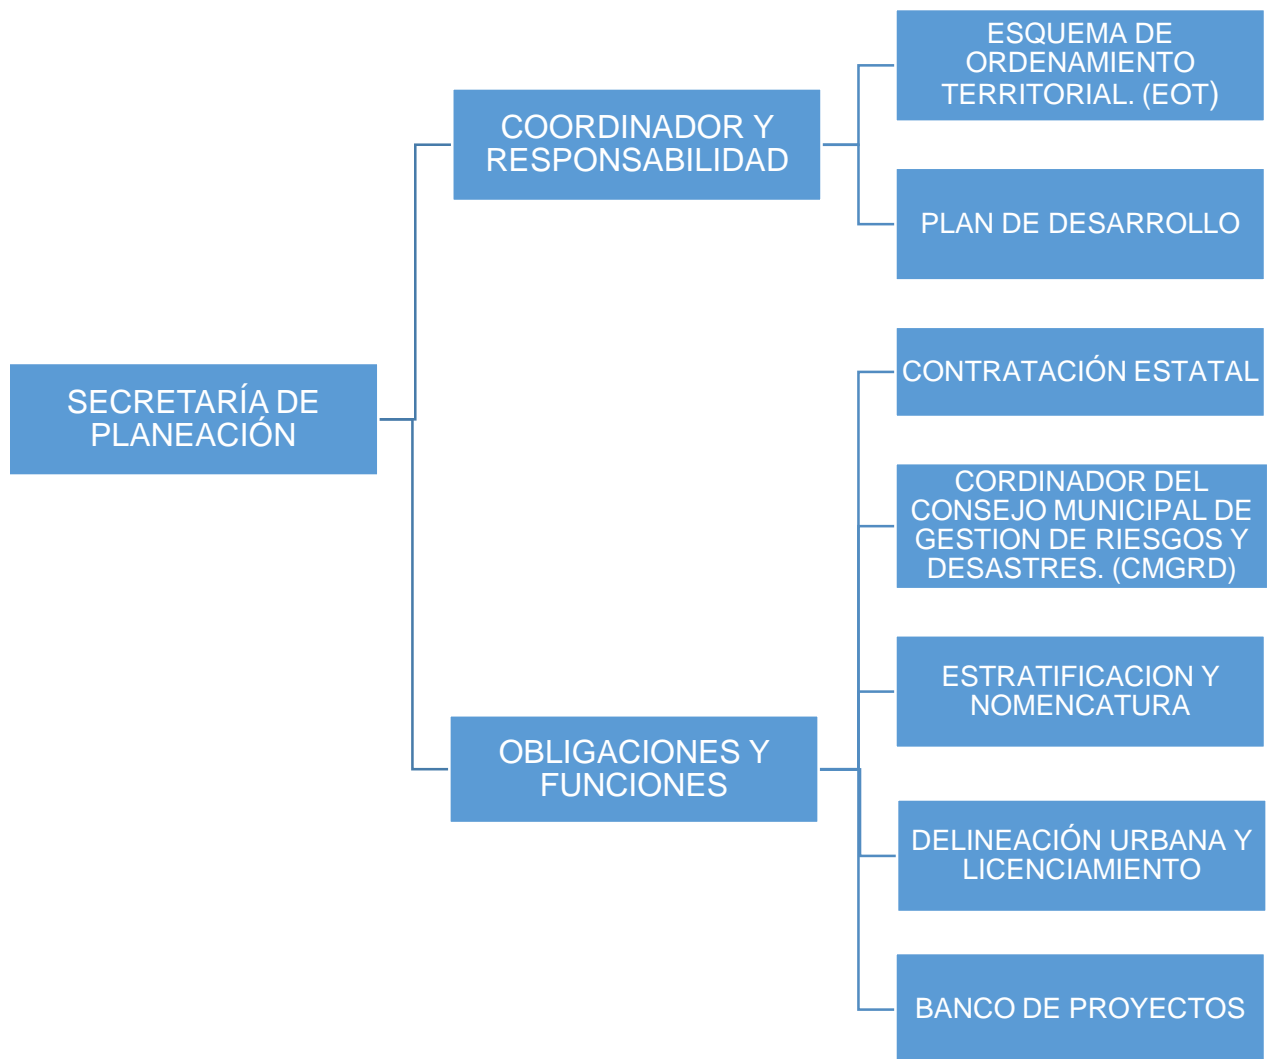 SECRETARÍA DE
PLANEACIÓN
COORDINADOR Y
RESPONSABILIDAD
ESQUEMA DE
ORDENAMIENTO
TERRITORIAL. (EOT)
PLAN DE DESARROLLO
OBLIGACIONES Y
FUNCIONES
CONTRATACIÓN ESTATAL
CORDINADOR DEL
CONSEJO MUNICIPAL DE
GESTION DE RIESGOS Y
DESASTRES. (CMGRD)
ESTRATIFICACION Y
NOMENCATURA
DELINEACIÓN URBANA Y
LICENCIAMIENTO
BANCO DE PROYECTOS